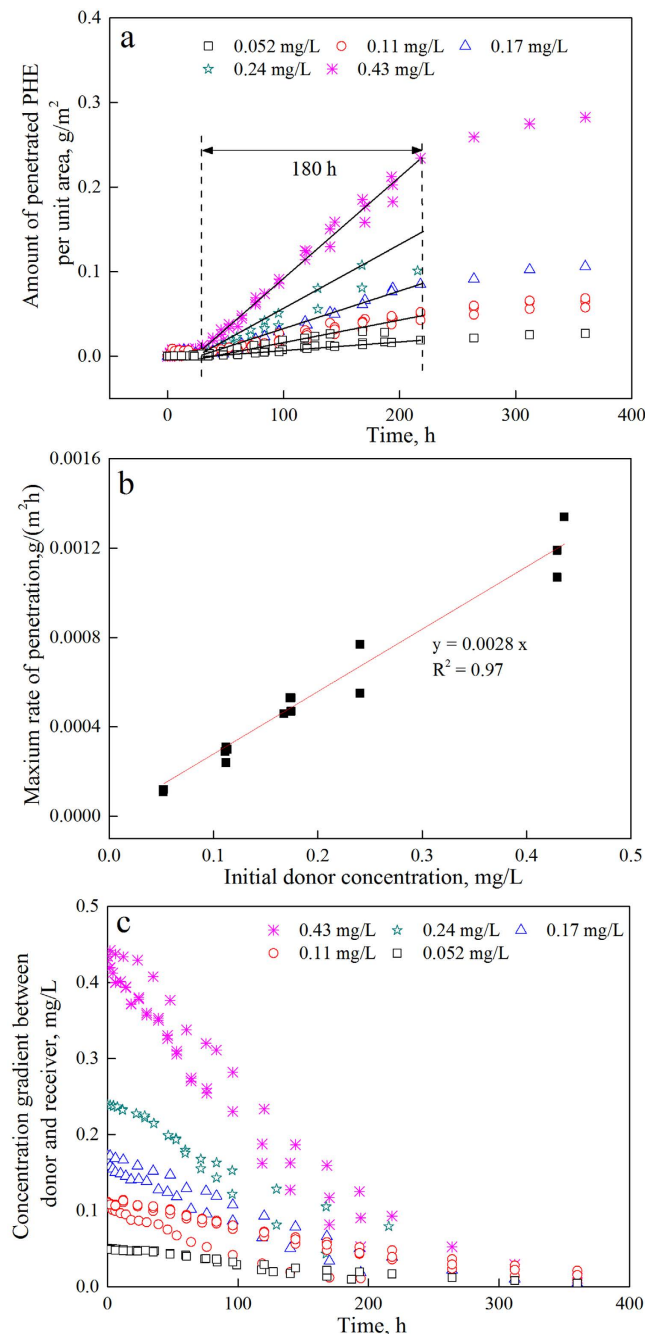 a
0.052 mg/L 0.11 mg/L 0.17 mg/L
0.24 mg/L 0.43 mg/L
180 h
0.4
0.3
0.2
0.1
0.0
0 100 200 300 400
Time, h
Amount of penetrated PHE
per unit area, g/m²
b
0.0016
0.0012
0.0008
0.0004
0.0000
y = 0.0028 x
R² = 0.97
0.0 0.1 0.2 0.3 0.4 0.5
Initial donor concentration, mg/L
Maxium rate of penetration,g/(m²h)
c
0.43 mg/L 0.24 mg/L 0.17 mg/L
0.11 mg/L 0.052 mg/L
0.5
0.4
0.3
0.2
0.1
0.0
0 100 200 300 400
Time, h
Concentration gradient between
donor and receiver, mg/L